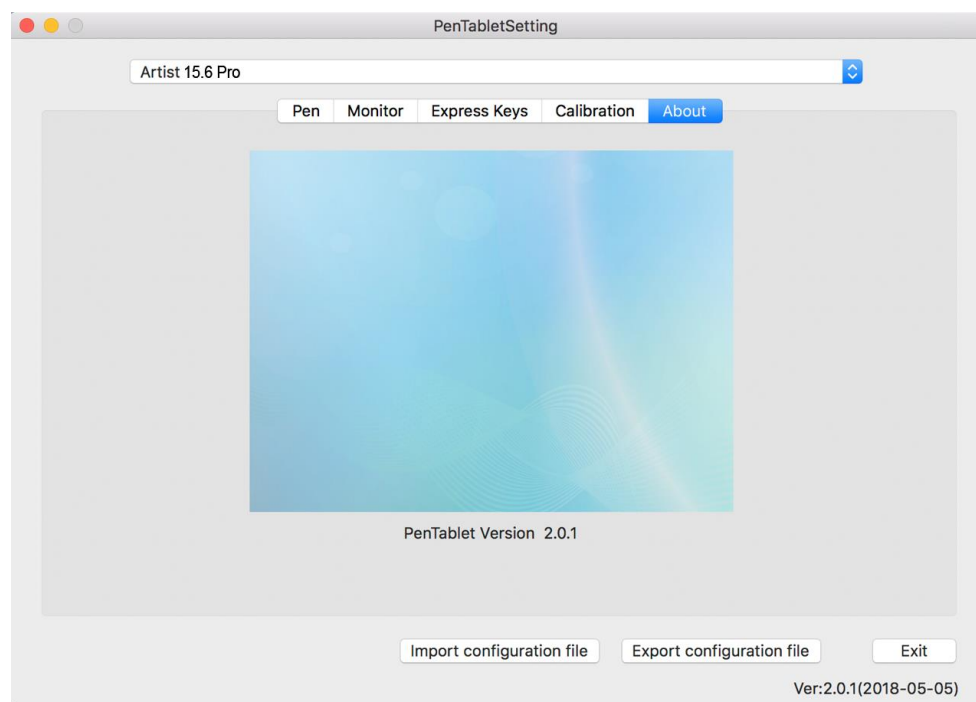 PenTabletSetting
Artist 15.6 Pro
Pen Monitor Express Keys Calibration About
PenTablet Version 2.0.1
Import configuration file Export configuration file Exit
Ver:2.0.1(2018-05-05)